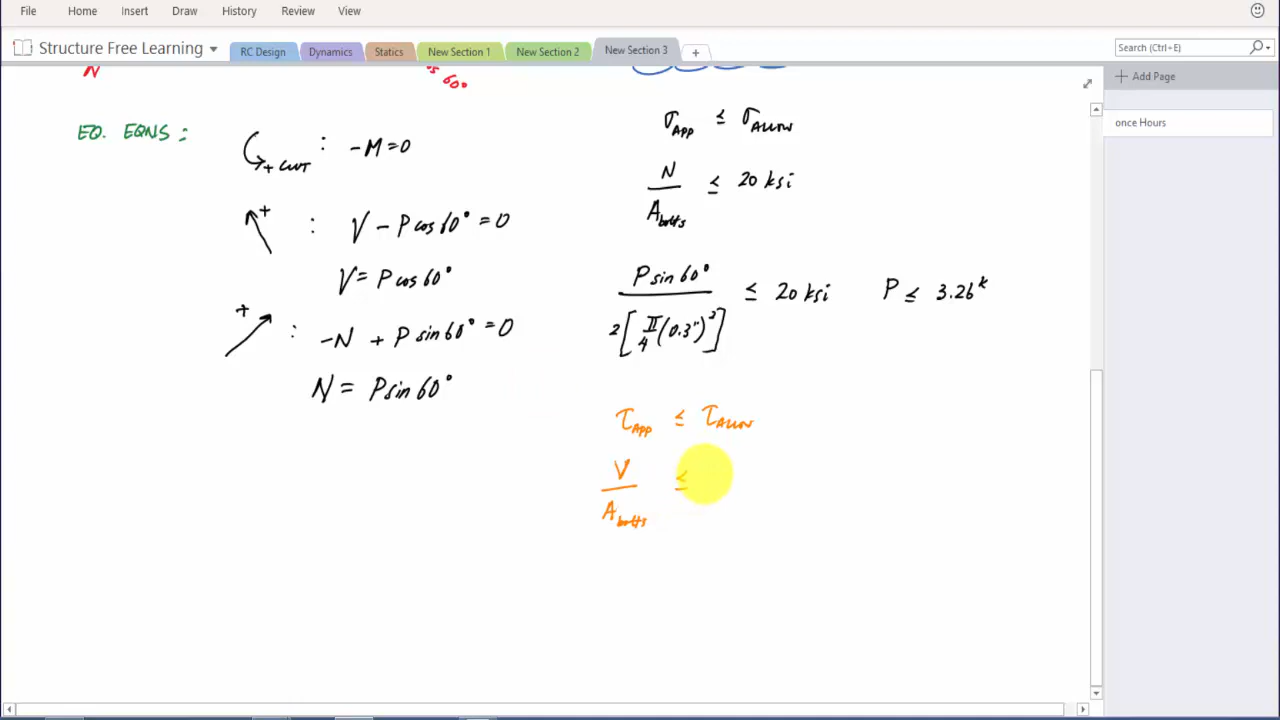 File Home Insert Draw History Review View
Structure Free Learning
RC Design Dynamics Statics New Section 1 New Section 2 New Section 3 +
Search (Ctrl+E)
Add Page
once Hours
N
60°
EQ. EQNS :
+ CWT : -M=0
+ : V - P cos 60° = 0
V = P cos 60°
+ : -N + P sin 60° = 0
N = P sin 60°
σ_APP ≤ σ_ALLOW
N / A_bolts ≤ 20 ksi
P sin 60° / 2[π/4 (0.3")²] ≤ 20 ksi P ≤ 3.26ᵏ
τ_APP ≤ τ_ALLOW
V / A_bolts ≤